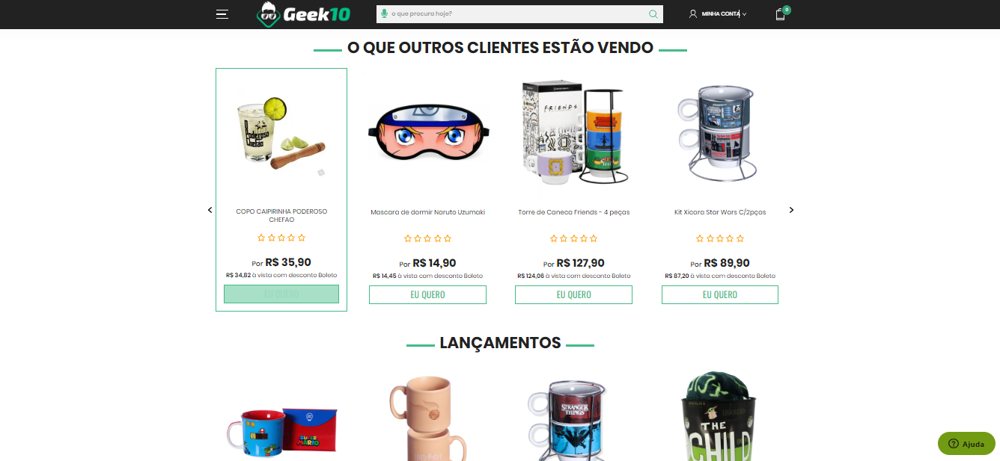 Geek10
o que procura hoje?
MINHA CONTA
0
O QUE OUTROS CLIENTES ESTÃO VENDO
O
Poderoso
Chefão
FRIENDS
COPO CAIPIRINHA PODEROSO
CHEFAO
Mascara de dormir Naruto Uzumaki
Torre de Caneca Friends - 4 peças
Kit Xicara Star Wars C/2pças
Por R$ 35,90
Por R$ 14,90
Por R$ 127,90
Por R$ 89,90
R$ 34,82 à vista com desconto Boleto
R$ 14,45 à vista com desconto Boleto
R$ 124,06 à vista com desconto Boleto
R$ 87,20 à vista com desconto Boleto
EU QUERO
EU QUERO
EU QUERO
EU QUERO
LANÇAMENTOS
SUPER
MARIO
Harry Potter
STRANGER
THINGS
THE
CHILD
Ajuda